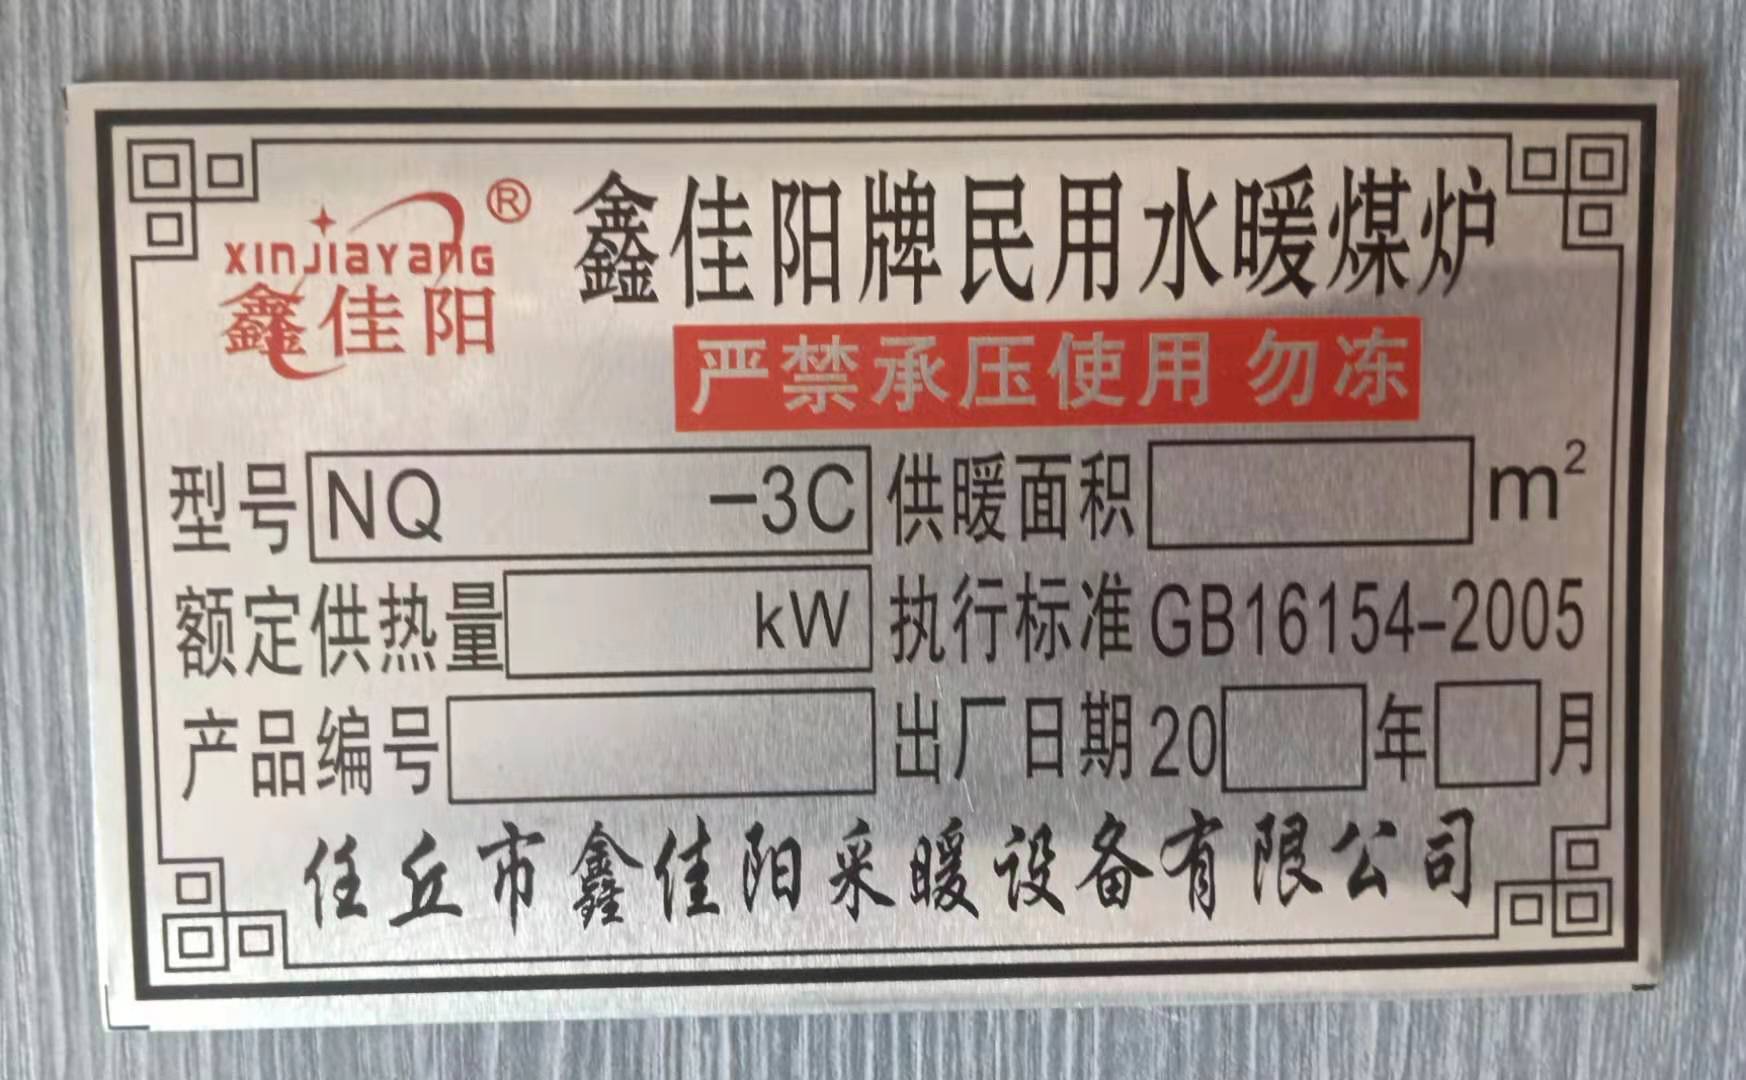 XINJIAYANG®
鑫佳阳
鑫佳阳牌民用水暖煤炉
严禁承压使用 勿冻
型号 NQ -3C 供暖面积 m²
额定供热量 kW 执行标准 GB16154-2005
产品编号 出厂日期 20 年 月
任丘市鑫佳阳采暖设备有限公司